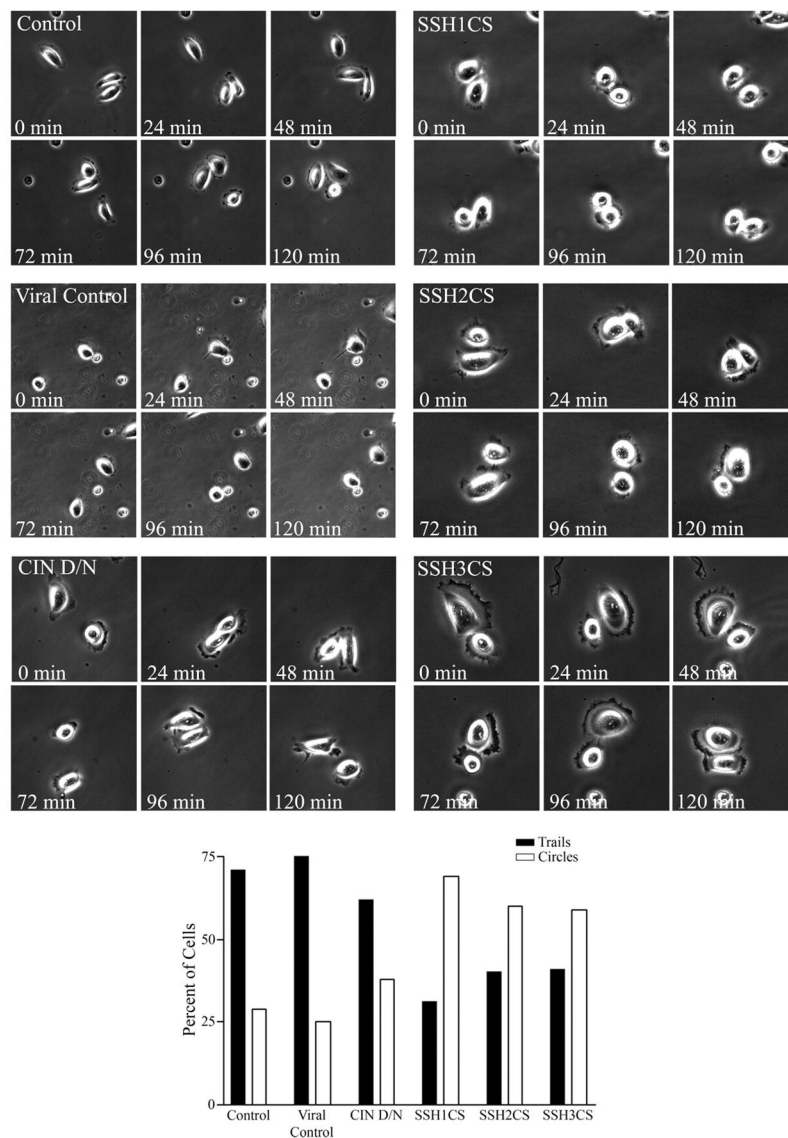 Control
0 min
24 min
48 min
72 min
96 min
120 min
SSH1CS
0 min
24 min
48 min
72 min
96 min
120 min
Viral Control
0 min
24 min
48 min
72 min
96 min
120 min
SSH2CS
0 min
24 min
48 min
72 min
96 min
120 min
CIN D/N
0 min
24 min
48 min
72 min
96 min
120 min
SSH3CS
0 min
24 min
48 min
72 min
96 min
120 min
Trails
Circles
Percent of Cells
75
50
25
0
Control
Viral
Control
CIN D/N
SSH1CS
SSH2CS
SSH3CS